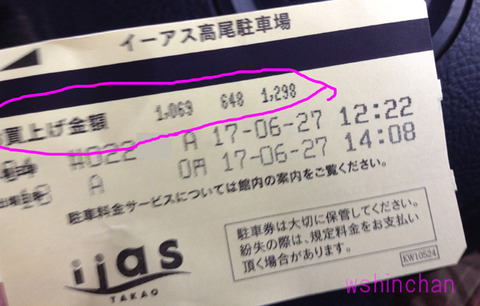 イーアス高尾駐車場
買上げ金額 1,069 648 1,298
#022 A 17-06-27 12:22
A 0円 17-06-27 14:08
駐車料金サービスについては館内の案内をご覧ください。
iias
TAKAO
駐車券は大切に保管してください。
紛失の際は、規定料金をお支払い
頂く場合があります。
KW10524
wshinchan